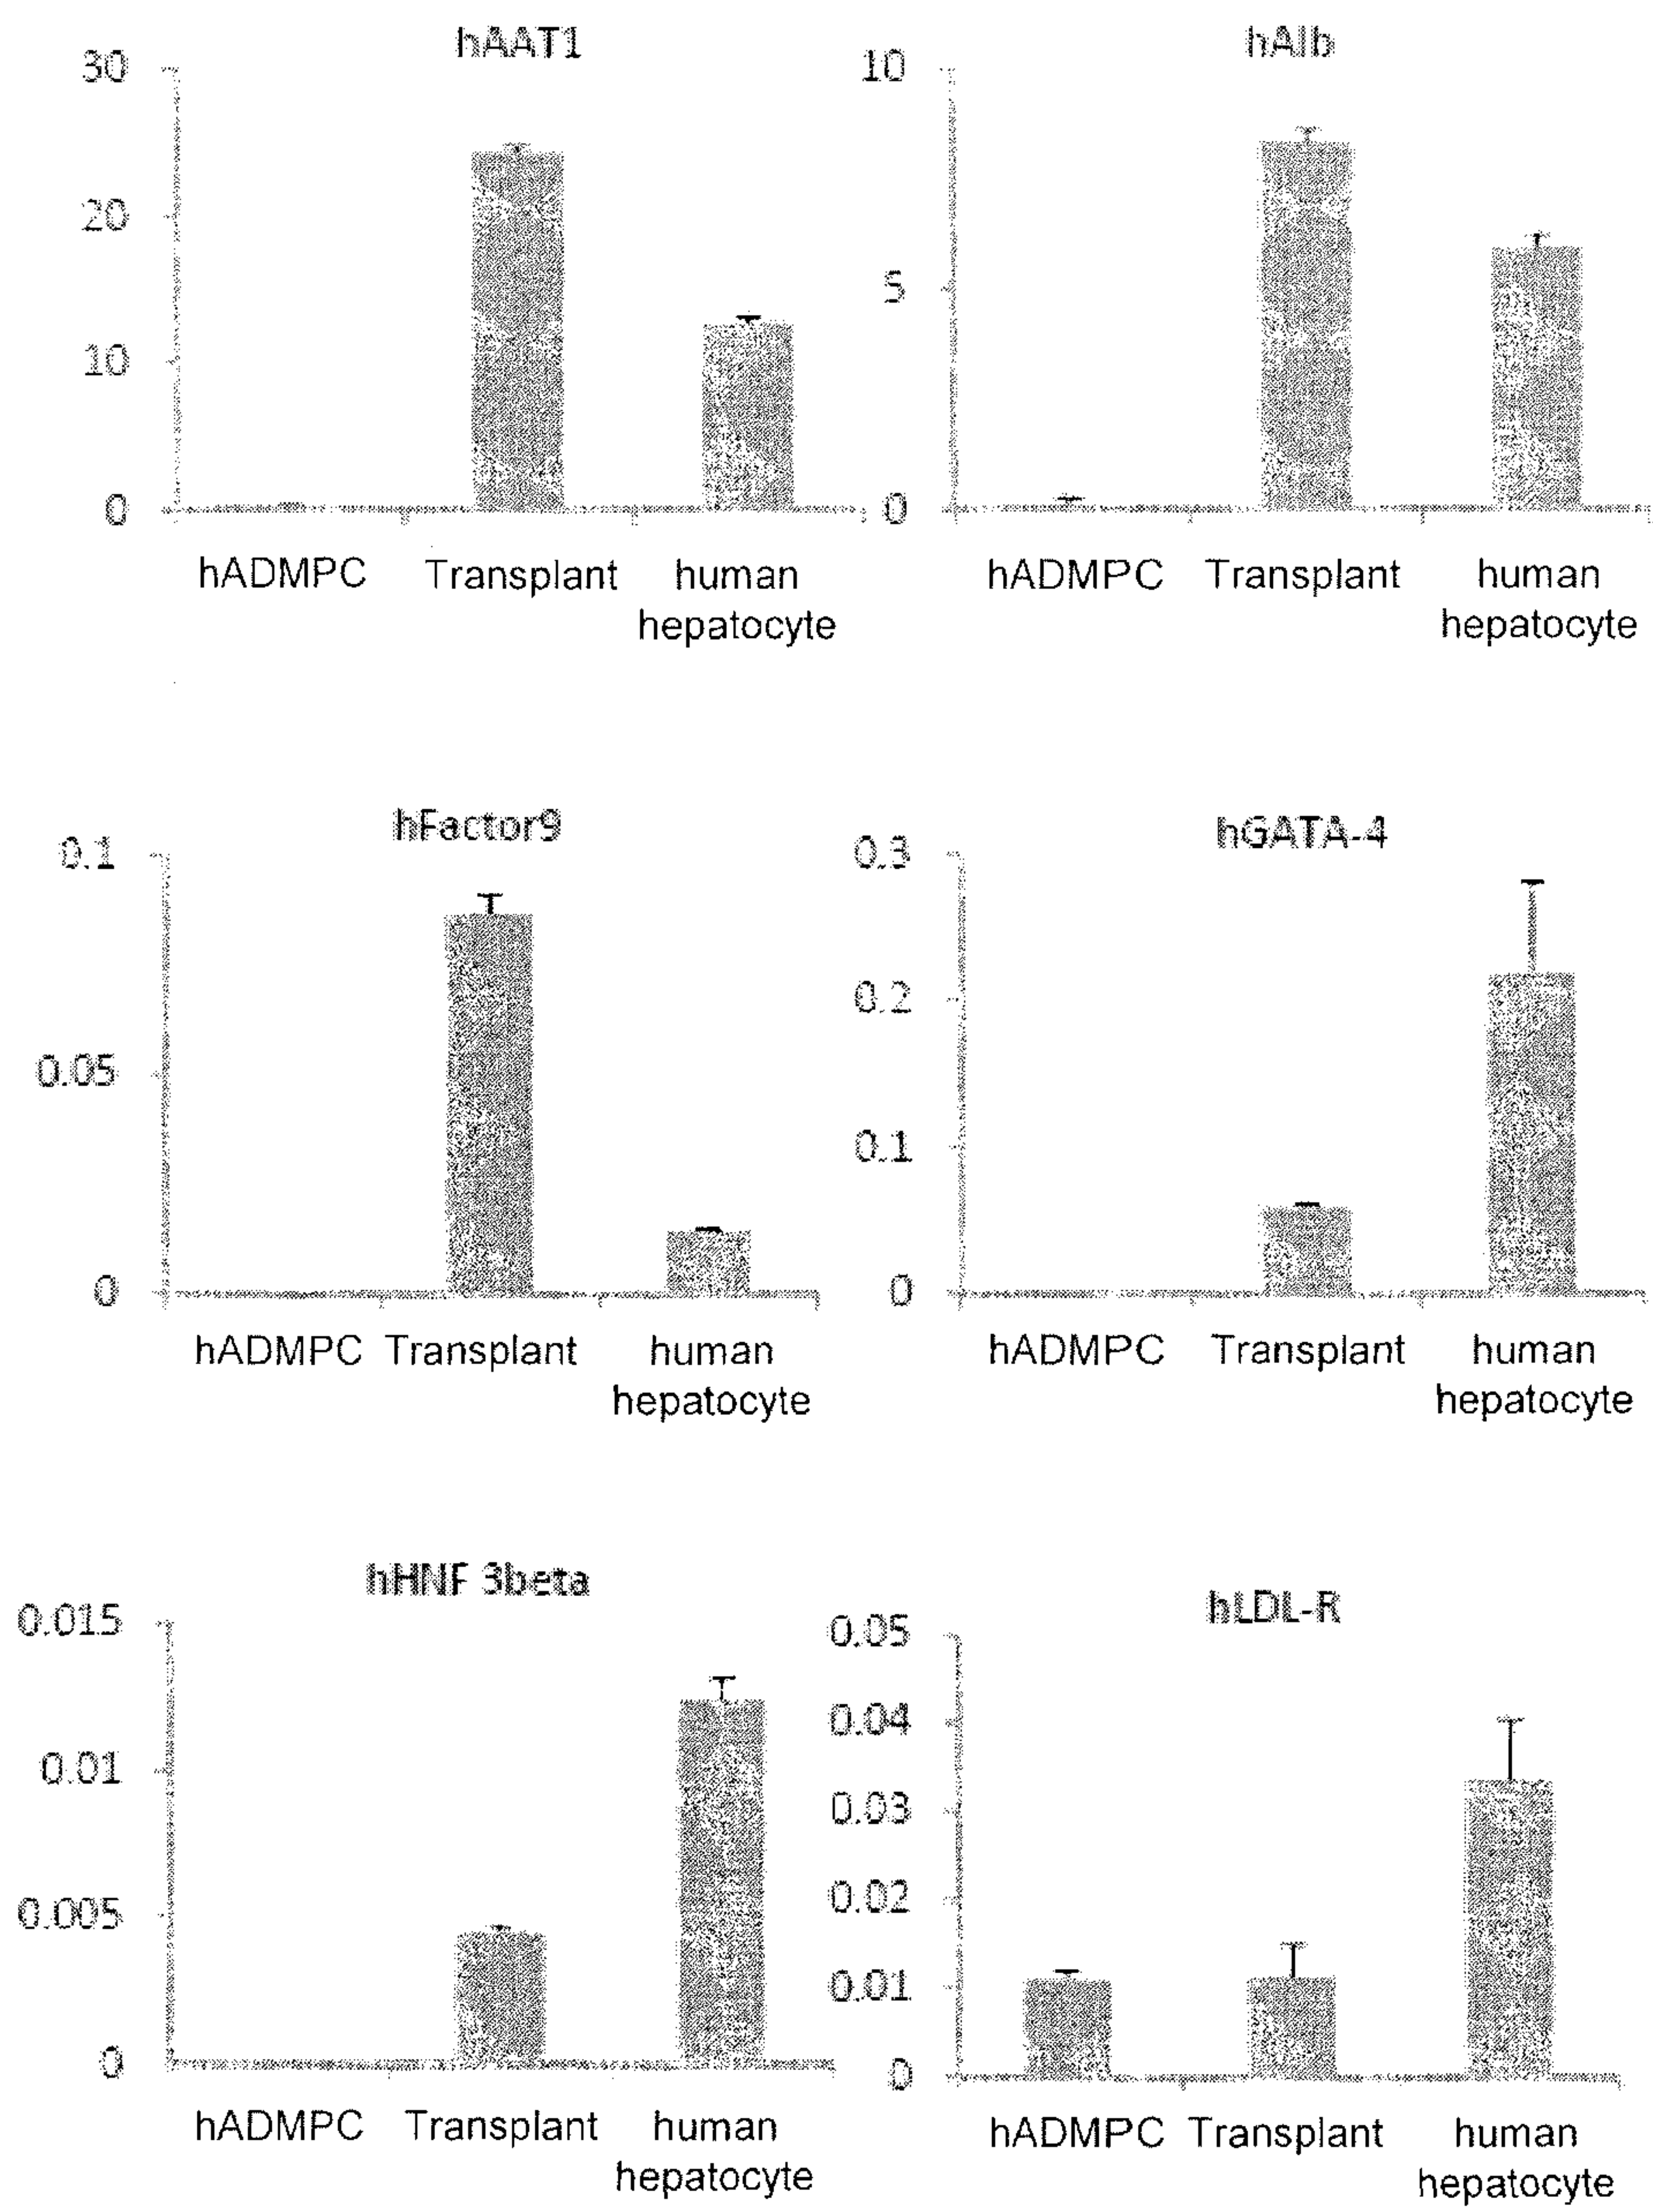 hAAT1
30
20
10
0
hADMPC Transplant human
hepatocyte
hAlb
10
5
0
hADMPC Transplant human
hepatocyte
hFactor9
0.1
0.05
0
hADMPC Transplant human
hepatocyte
hGATA-4
0.3
0.2
0.1
0
hADMPC Transplant human
hepatocyte
hHNF 3beta
0.015
0.01
0.005
0
hADMPC Transplant human
hepatocyte
hLDL-R
0.05
0.04
0.03
0.02
0.01
0
hADMPC Transplant human
hepatocyte